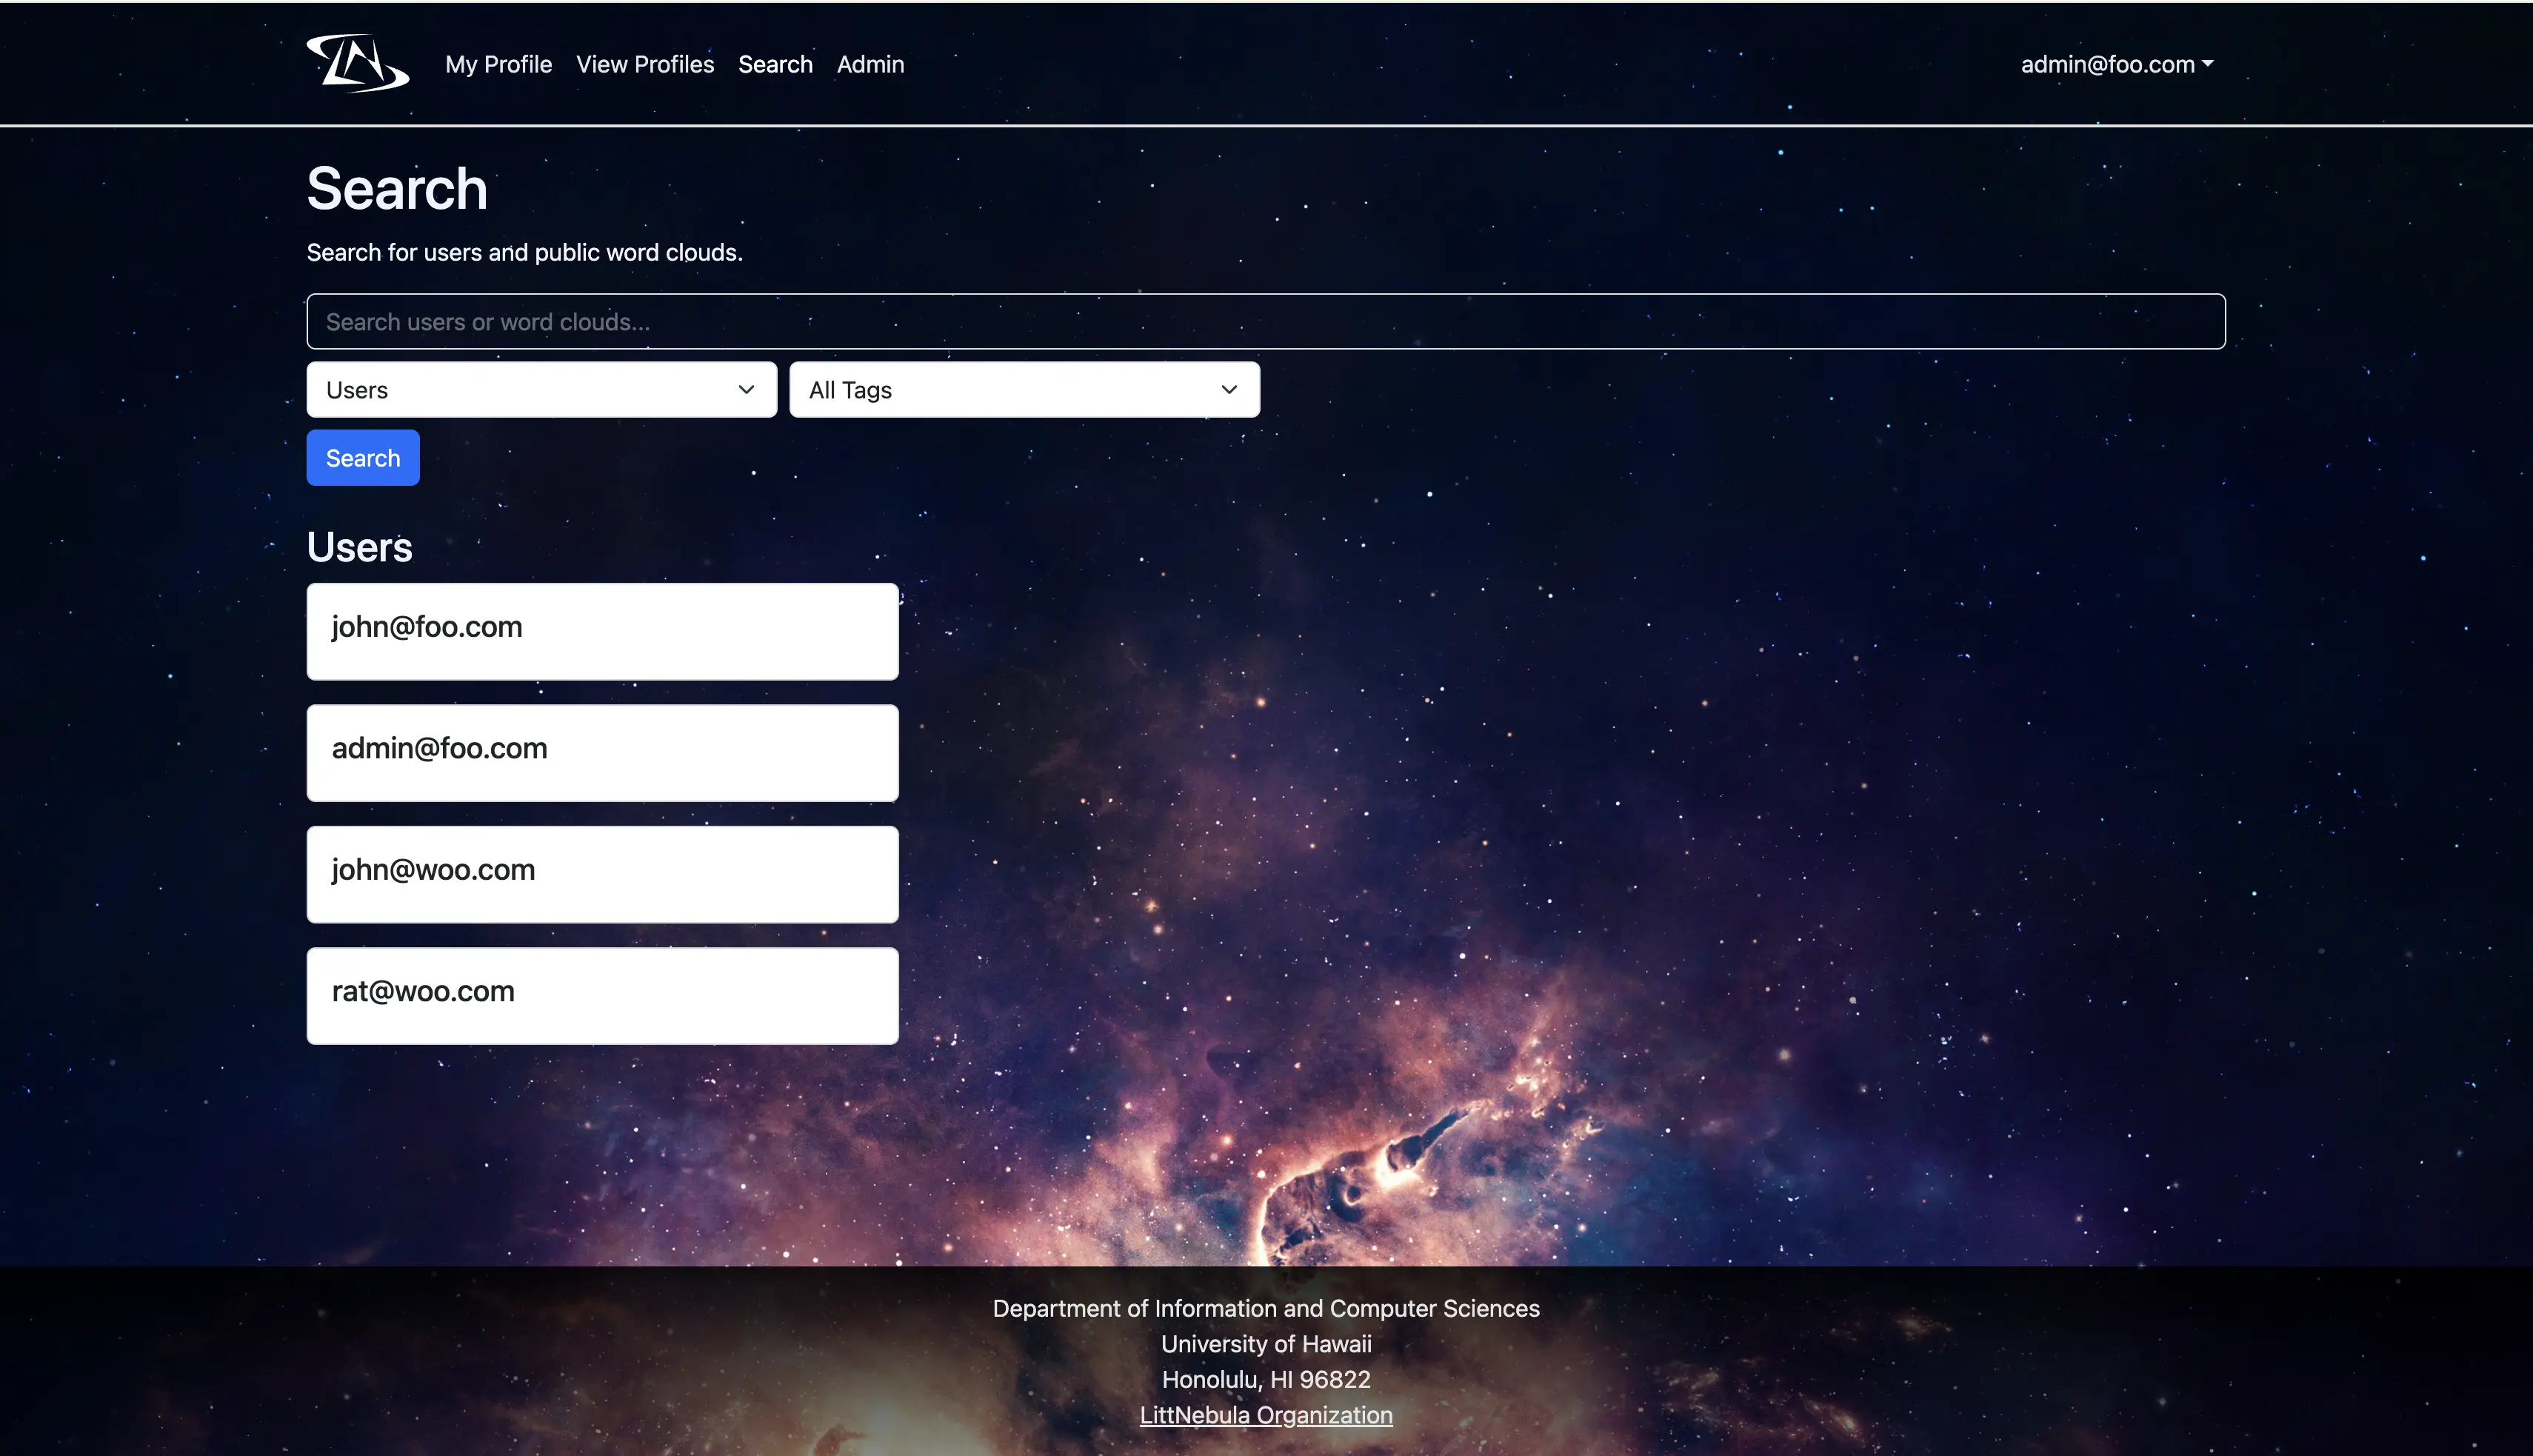 My Profile View Profiles Search Admin admin@foo.com
Search
Search for users and public word clouds.
Search users or word clouds...
Users All Tags
Search
Users
john@foo.com
admin@foo.com
john@woo.com
rat@woo.com
Department of Information and Computer Sciences
University of Hawaii
Honolulu, HI 96822
LittNebula Organization